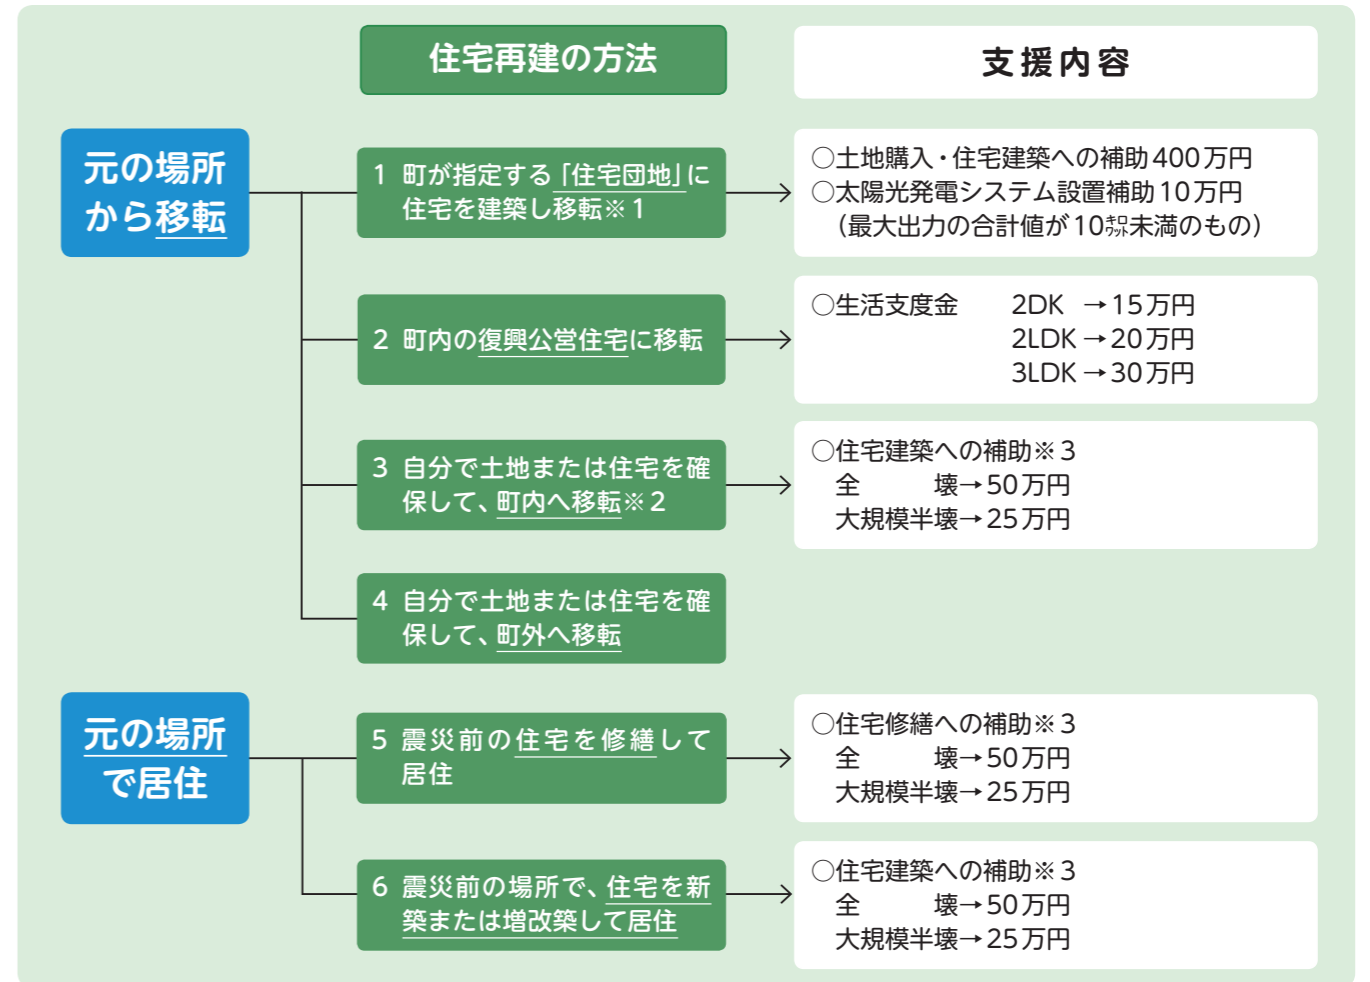 住宅再建の方法
支援内容
元の場所
から移転
1 町が指定する「住宅団地」に
住宅を建築し移転※1
○土地購入・住宅建築への補助400万円
○太陽光発電システム設置補助10万円
（最大出力の合計値が10㌔㍗未満のもの）
2 町内の復興公営住宅に移転
○生活支度金 2DK →15万円
2LDK →20万円
3LDK →30万円
3 自分で土地または住宅を確
保して、町内へ移転※2
○住宅建築への補助※3
全 壊→50万円
大規模半壊→25万円
4 自分で土地または住宅を確
保して、町外へ移転
元の場所
で居住
5 震災前の住宅を修繕して
居住
○住宅修繕への補助※3
全 壊→50万円
大規模半壊→25万円
6 震災前の場所で、住宅を新
築または増改築して居住
○住宅建築への補助※3
全 壊→50万円
大規模半壊→25万円